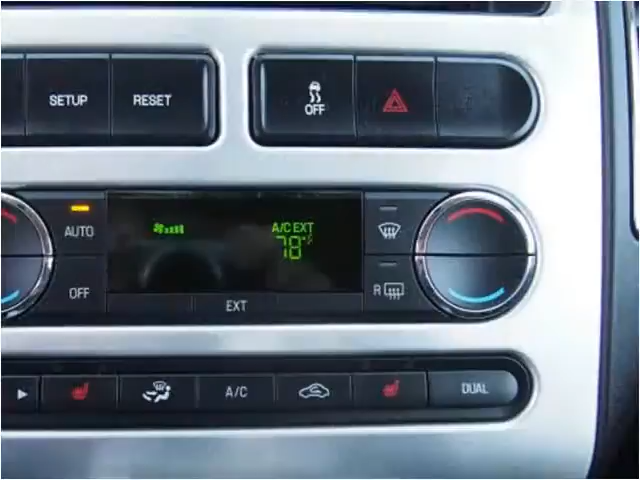 SETUP RESET OFF
AUTO A/C EXT
78°F
OFF R
EXT
A/C DUAL